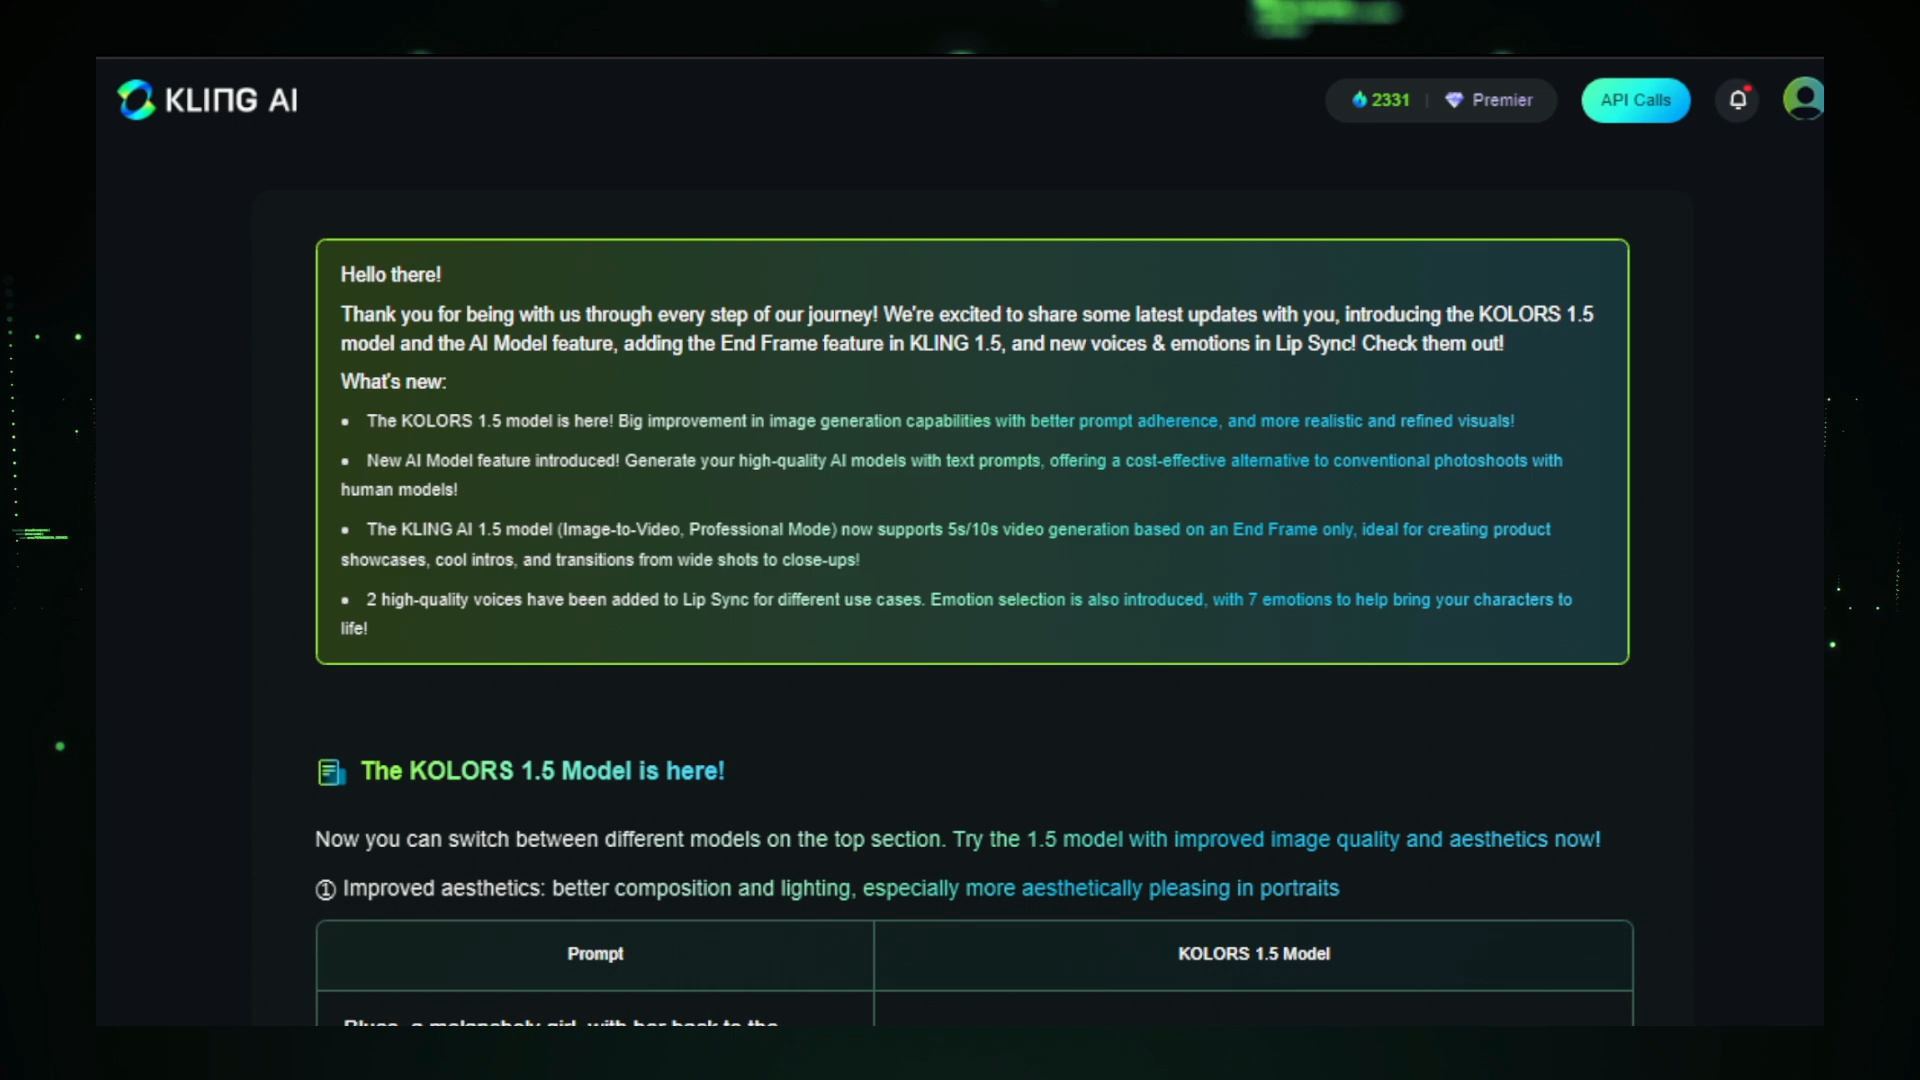 KLING AI
2331 | Premier
API Calls
Hello there!
Thank you for being with us through every step of our journey! We're excited to share some latest updates with you, introducing the KOLORS 1.5
model and the AI Model feature, adding the End Frame feature in KLING 1.5, and new voices & emotions in Lip Sync! Check them out!
What's new:
• The KOLORS 1.5 model is here! Big improvement in image generation capabilities with better prompt adherence, and more realistic and refined visuals!
• New AI Model feature introduced! Generate your high-quality AI models with text prompts, offering a cost-effective alternative to conventional photoshoots with
human models!
• The KLING AI 1.5 model (Image-to-Video, Professional Mode) now supports 5s/10s video generation based on an End Frame only, ideal for creating product
showcases, cool intros, and transitions from wide shots to close-ups!
• 2 high-quality voices have been added to Lip Sync for different use cases. Emotion selection is also introduced, with 7 emotions to help bring your characters to
life!
The KOLORS 1.5 Model is here!
Now you can switch between different models on the top section. Try the 1.5 model with improved image quality and aesthetics now!
① Improved aesthetics: better composition and lighting, especially more aesthetically pleasing in portraits
Prompt
KOLORS 1.5 Model
Blues, a melancholy girl, with her back to the